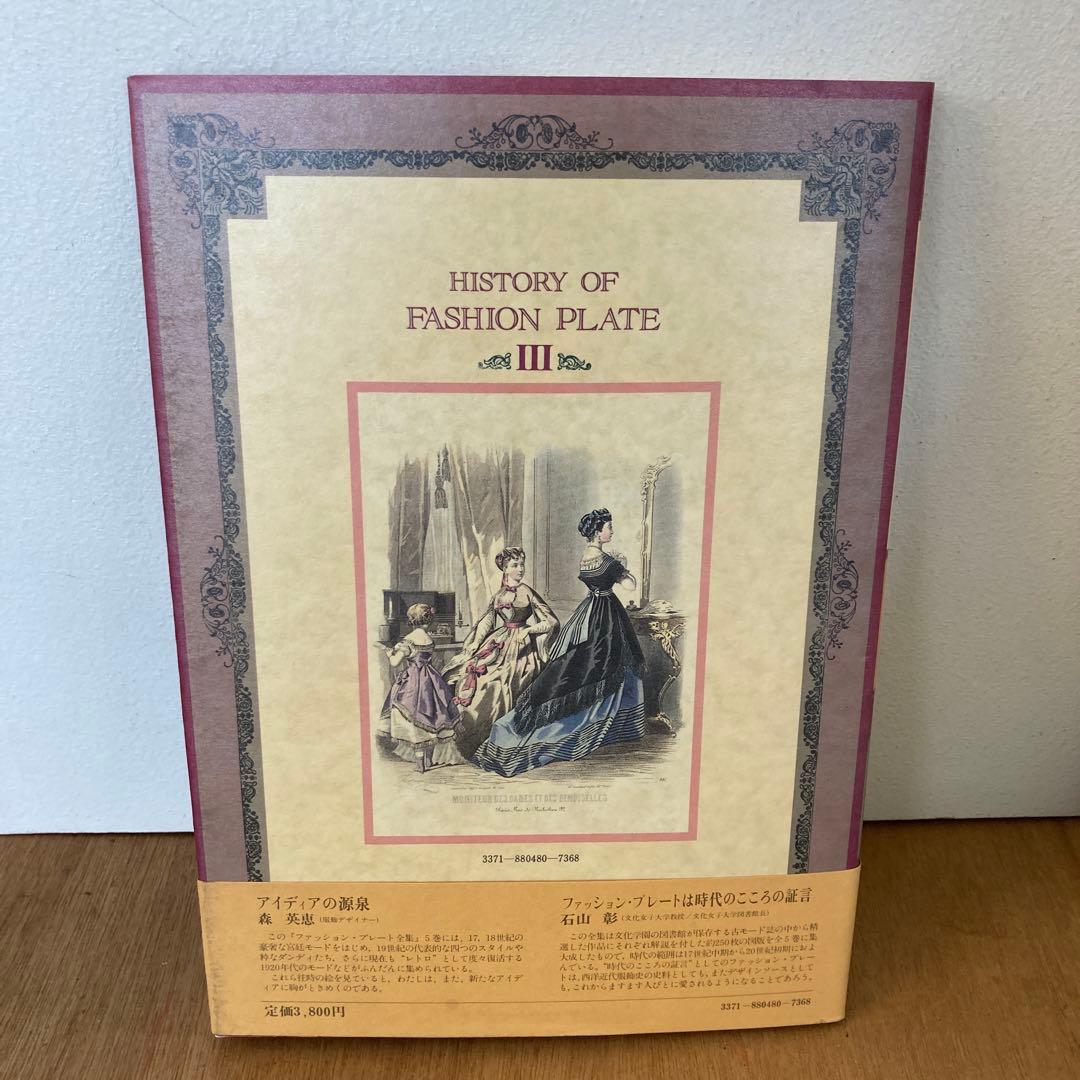 HISTORY OF
FASHION PLATE
III
MONITEUR DES DAMES ET DES DEMOISELLES
3371—880480—7368
アイディアの源泉
森 英恵(服飾デザイナー)
この『ファッション・プレート全集』5巻には、17, 18世紀の
豪奢な宮廷モードをはじめ、19世紀の代表的な四つのスタイルや
粋なダンディたち、さらに現在も“レトロ”として度々復活する
1920年代のモードなどがふんだんに集められている。
これら往時の絵を見ていると、わたしは、また、新たなアイデ
ィアに胸がときめくのである。
定価3,800円
ファッション・プレートは時代のこころの証言
石山 彰(文化女子大学教授/文化女子大学図書館長)
この全集は文化学園の図書館が保存する古モード誌の中から精
選した作品にそれぞれ解説を付した約250枚の図版を全5巻に集
大成したもので、時代の範囲は17世紀中期から20世紀初期におよ
んでいる。“時代のこころの証言”としてのファッション・プレー
トは、西洋近代服飾史の史料としても、またデザインソースとして
も、これからますます人びとに愛されるようになることであろう。
3371—880480—7368